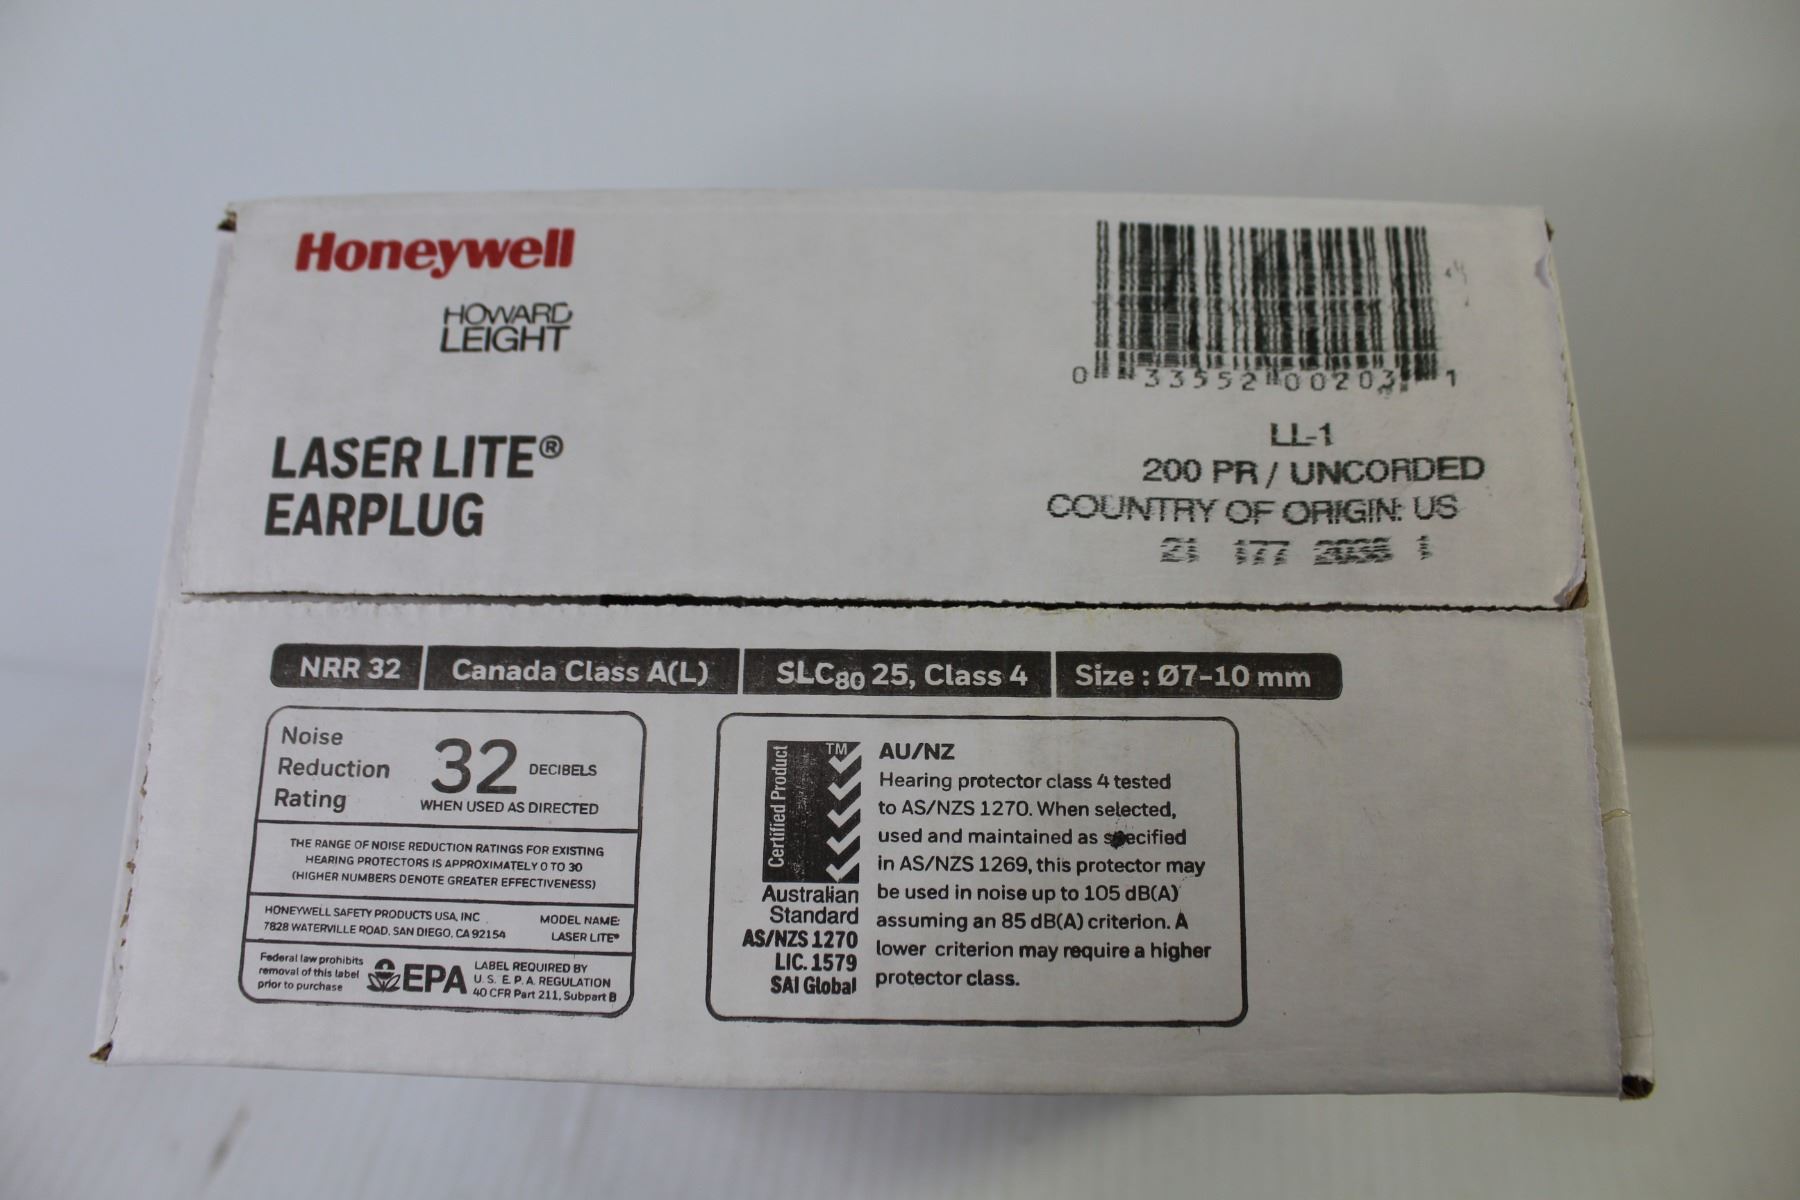 Honeywell
HOWARD
LEIGHT
LASER LITE®
EARPLUG
0 33552 00203 1
LL-1
200 PR / UNCORDED
COUNTRY OF ORIGIN: US
21 177 1
NRR 32
Canada Class A(L)
SLC80 25, Class 4
Size : Ø7-10 mm
Noise
Reduction
Rating
32 DECIBELS
WHEN USED AS DIRECTED
THE RANGE OF NOISE REDUCTION RATINGS FOR EXISTING
HEARING PROTECTORS IS APPROXIMATELY 0 TO 30
(HIGHER NUMBERS DENOTE GREATER EFFECTIVENESS)
HONEYWELL SAFETY PRODUCTS USA, INC
7828 WATERVILLE ROAD, SAN DIEGO, CA 92154
MODEL NAME:
LASER LITE®
Federal law prohibits
removal of this label
prior to purchase
EPA
LABEL REQUIRED BY
U. S. E. P. A. REGULATION
40 CFR Part 211, Subpart B
Certified Product
TM
Australian
Standard
AS/NZS 1270
LIC. 1579
SAI Global
AU/NZ
Hearing protector class 4 tested
to AS/NZS 1270. When selected,
used and maintained as specified
in AS/NZS 1269, this protector may
be used in noise up to 105 dB(A)
assuming an 85 dB(A) criterion. A
lower criterion may require a higher
protector class.